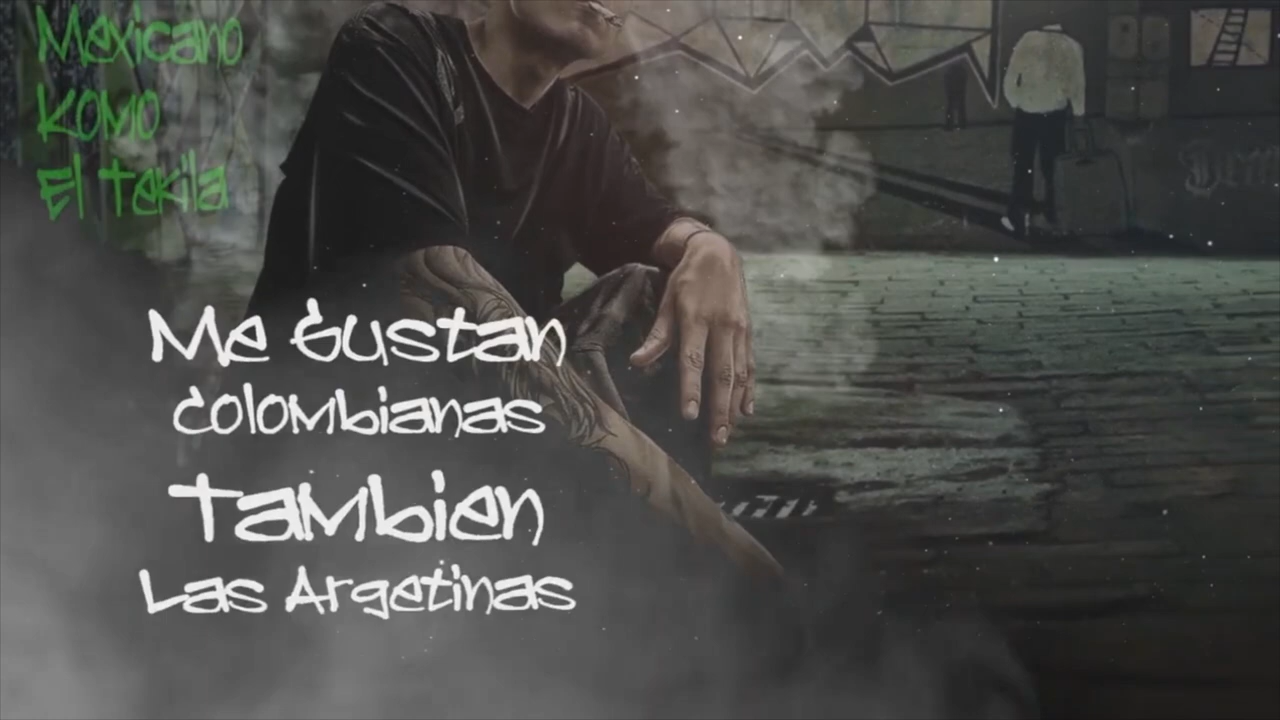 Mexicano
Komo
El Tekila
Me Gustan
Colombianas
Tambien
Las Argetinas